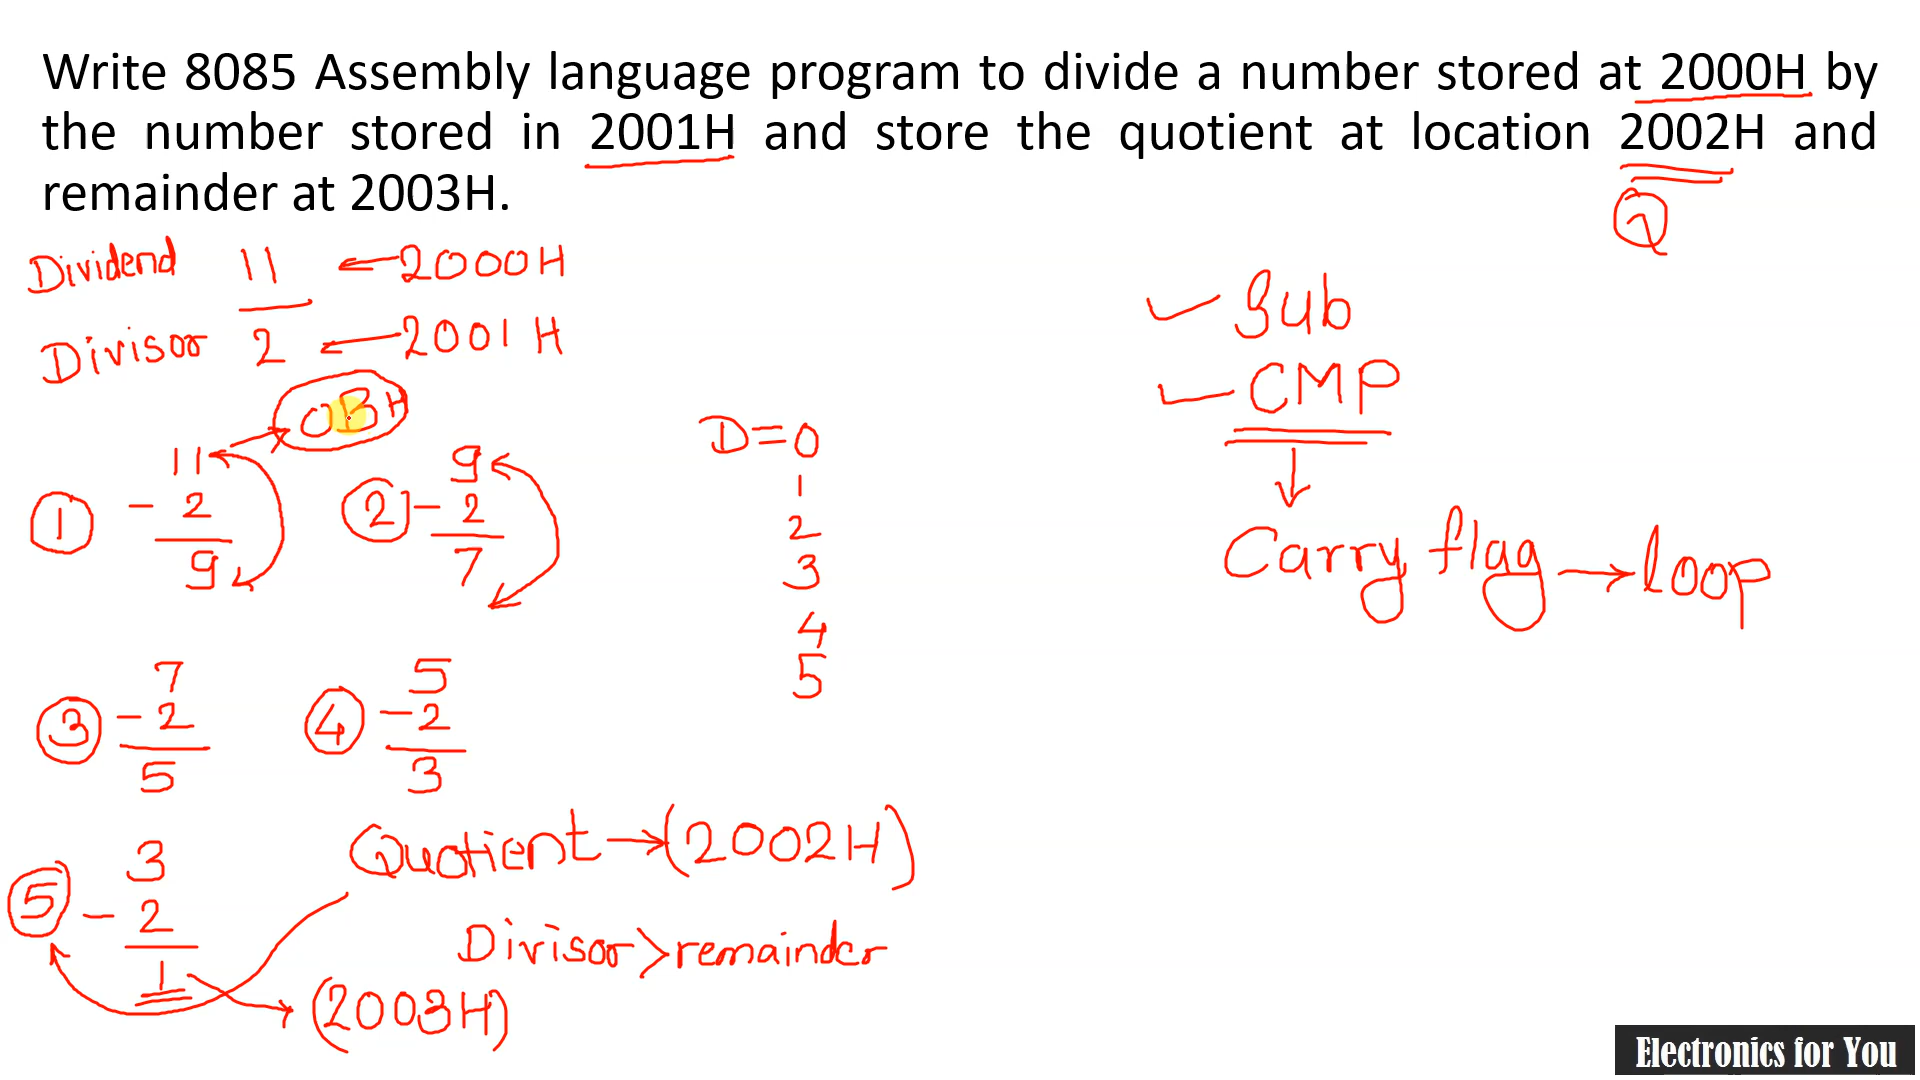 Write 8085 Assembly language program to divide a number stored at 2000H by
the number stored in 2001H and store the quotient at location 2002H and
remainder at 2003H.
Q
Dividend 11 ← 2000H
Divisor 2 ← 2001H
0BH
① 11
- 2
9
② 9
- 2
7
③ 7
- 2
5
④ 5
- 2
3
⑤ 3
- 2
1
Quotient → (2002H)
Divisor > remainder
(2003H)
D = 0
1
2
3
4
5
✓ Sub
✓ CMP
↓
Carry flag → loop
Electronics for You